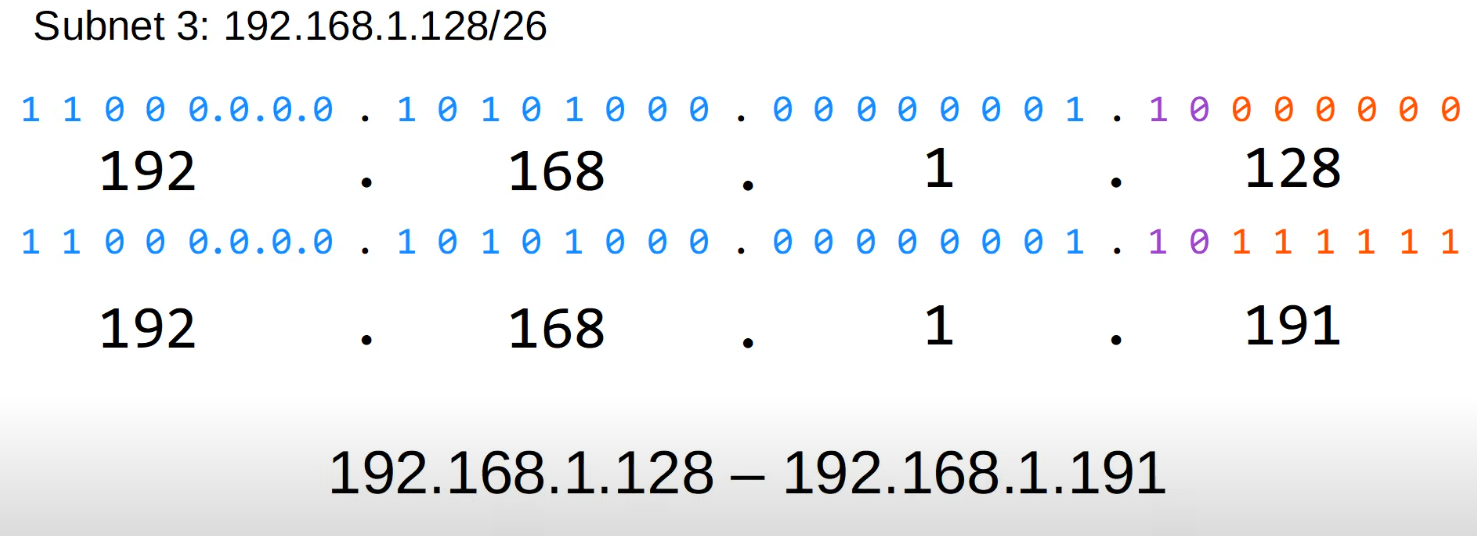 Subnet 3: 192.168.1.128/26
1 1 0 0 0.0.0.0 . 1 0 1 0 1 0 0 0 . 0 0 0 0 0 0 0 1 . 1 0 0 0 0 0 0 0
192 . 168 . 1 . 128
1 1 0 0 0.0.0.0 . 1 0 1 0 1 0 0 0 . 0 0 0 0 0 0 0 1 . 1 0 1 1 1 1 1 1
192 . 168 . 1 . 191
192.168.1.128 – 192.168.1.191